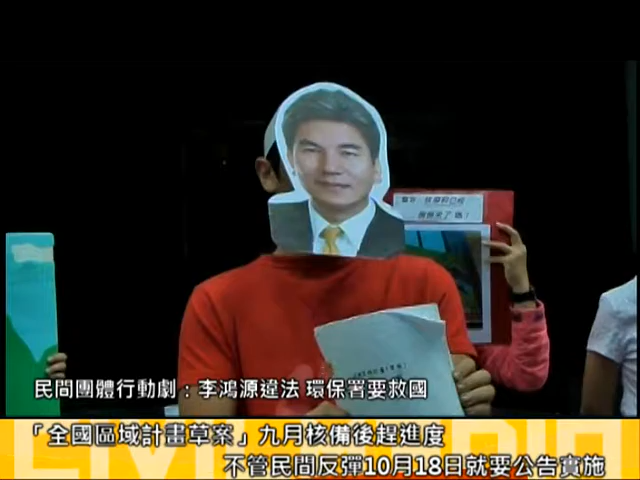 民間團體行動劇：李鴻源違法 環保署要救國
「全國區域計畫草案」九月核備後趕進度
不管民間反彈10月18日就要公告實施